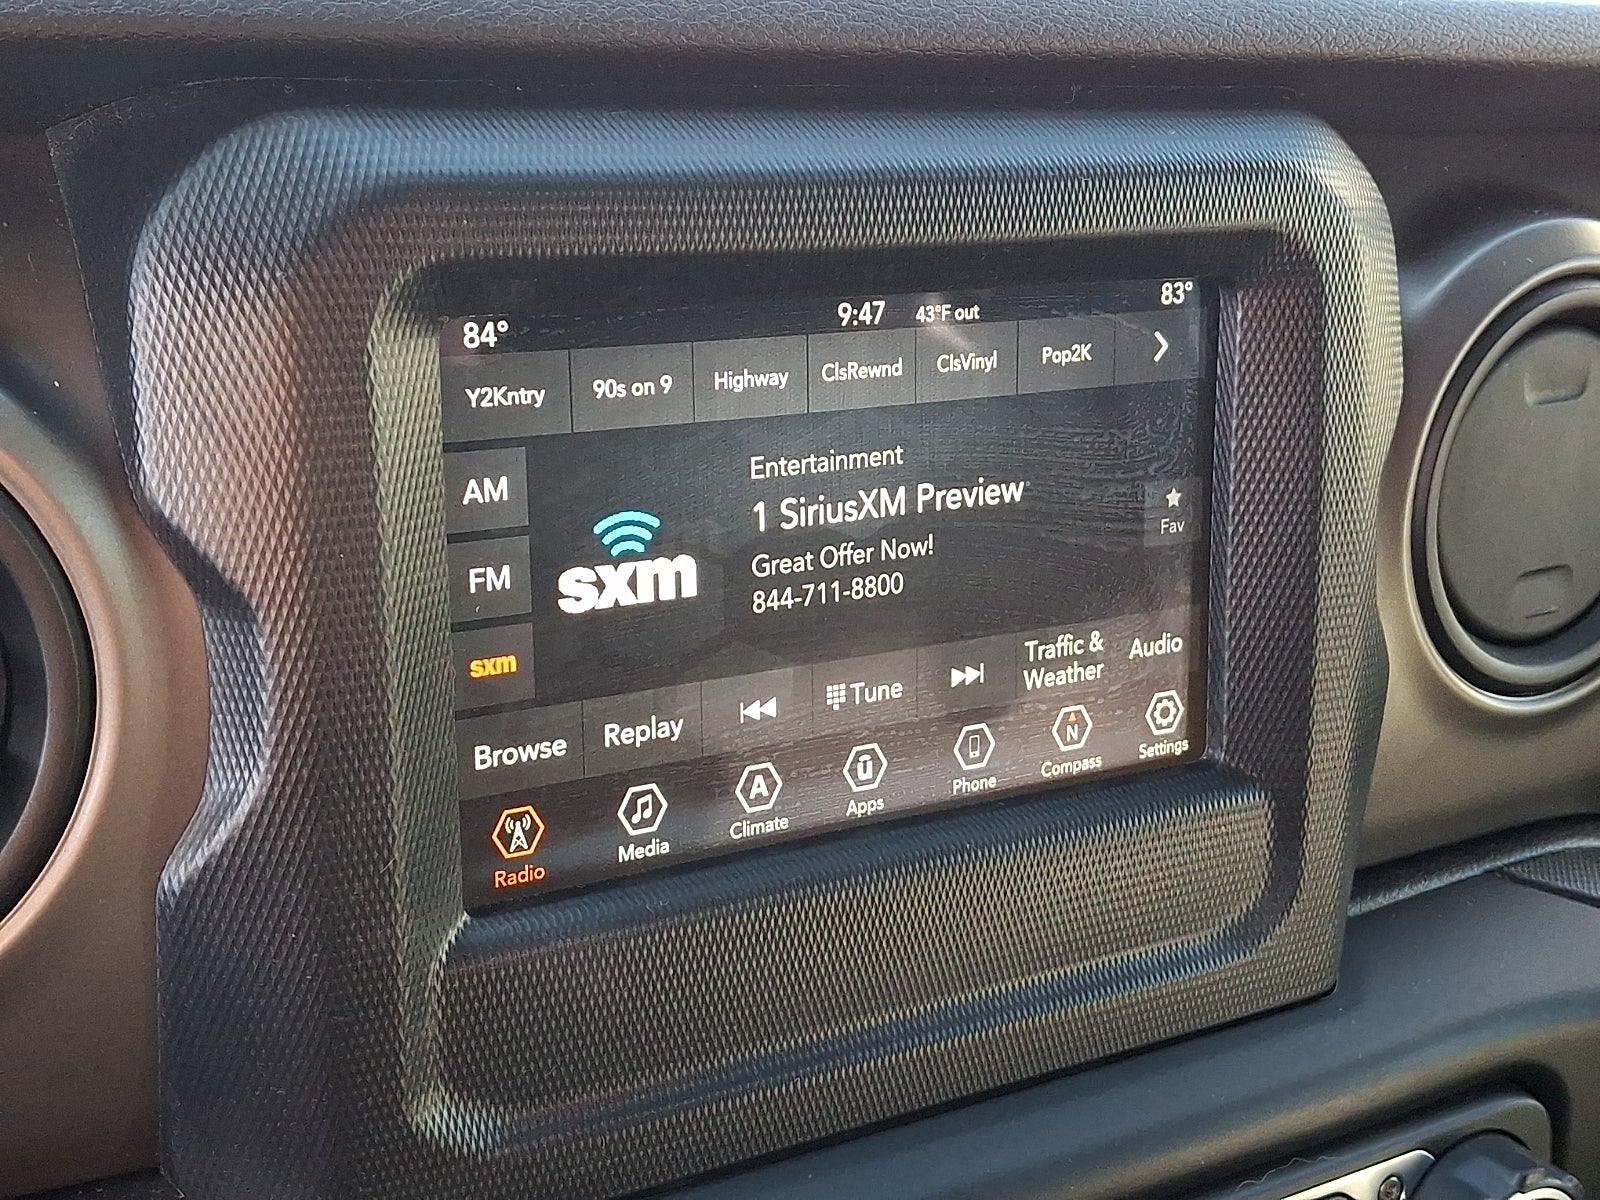 84° 9:47 43°F out 83°
Y2Kntry 90s on 9 Highway ClsRewnd ClsVinyl Pop2K
AM
FM
sxm
sxm
Entertainment
1 SiriusXM Preview
Great Offer Now!
844-711-8800
Fav
Browse Replay Tune Traffic &
Weather Audio
Radio Media A Climate ū Apps Phone N Compass Settings